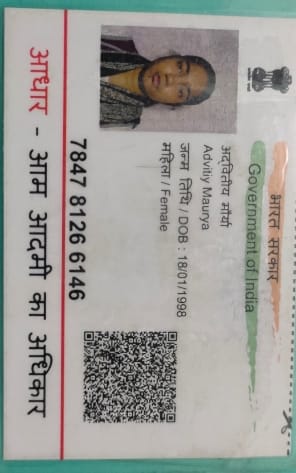 भारत सरकार
Government of India
अद्वितीय मौर्या
Advitiy Maurya
जन्म तिथि / DOB : 18/01/1998
महिला / Female
7847 8126 6146
आधार - आम आदमी का अधिकार